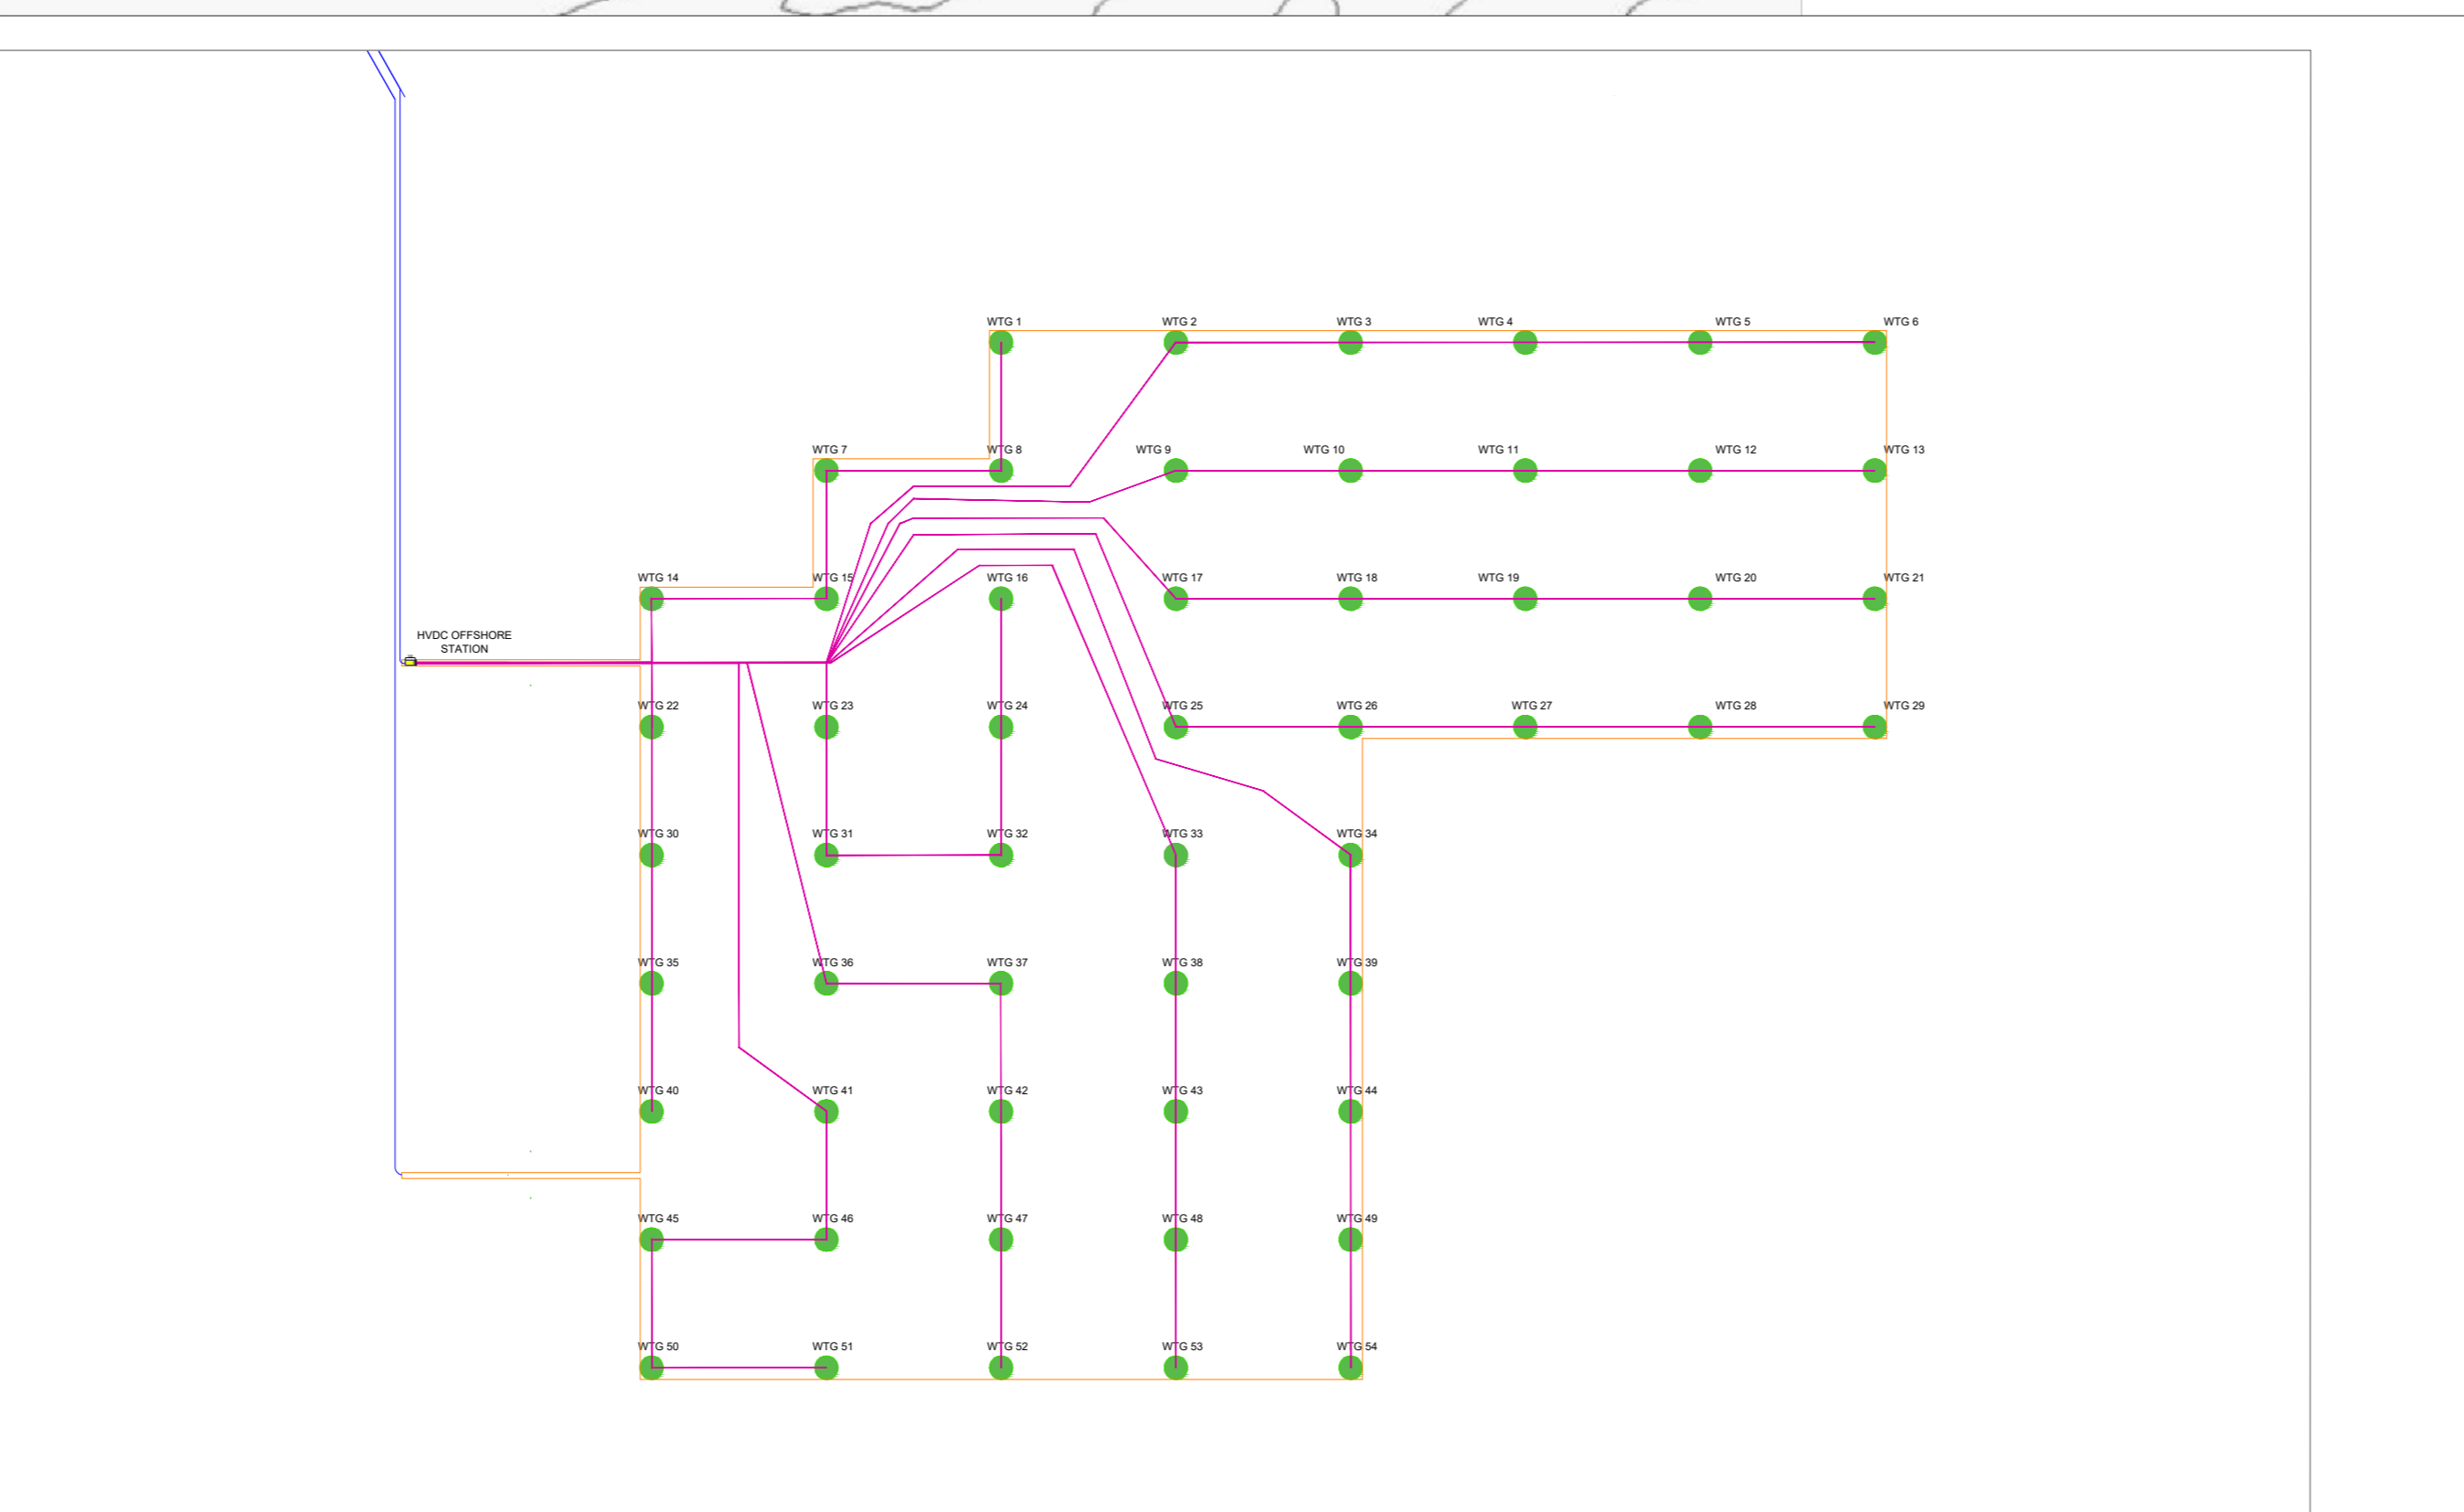 WTG 1
WTG 2
WTG 3
WTG 4
WTG 5
WTG 6
WTG 7
WTG 8
WTG 9
WTG 10
WTG 11
WTG 12
WTG 13
WTG 14
WTG 15
WTG 16
WTG 17
WTG 18
WTG 19
WTG 20
WTG 21
HVDC OFFSHORE
STATION
WTG 22
WTG 23
WTG 24
WTG 25
WTG 26
WTG 27
WTG 28
WTG 29
WTG 30
WTG 31
WTG 32
WTG 33
WTG 34
WTG 35
WTG 36
WTG 37
WTG 38
WTG 39
WTG 40
WTG 41
WTG 42
WTG 43
WTG 44
WTG 45
WTG 46
WTG 47
WTG 48
WTG 49
WTG 50
WTG 51
WTG 52
WTG 53
WTG 54